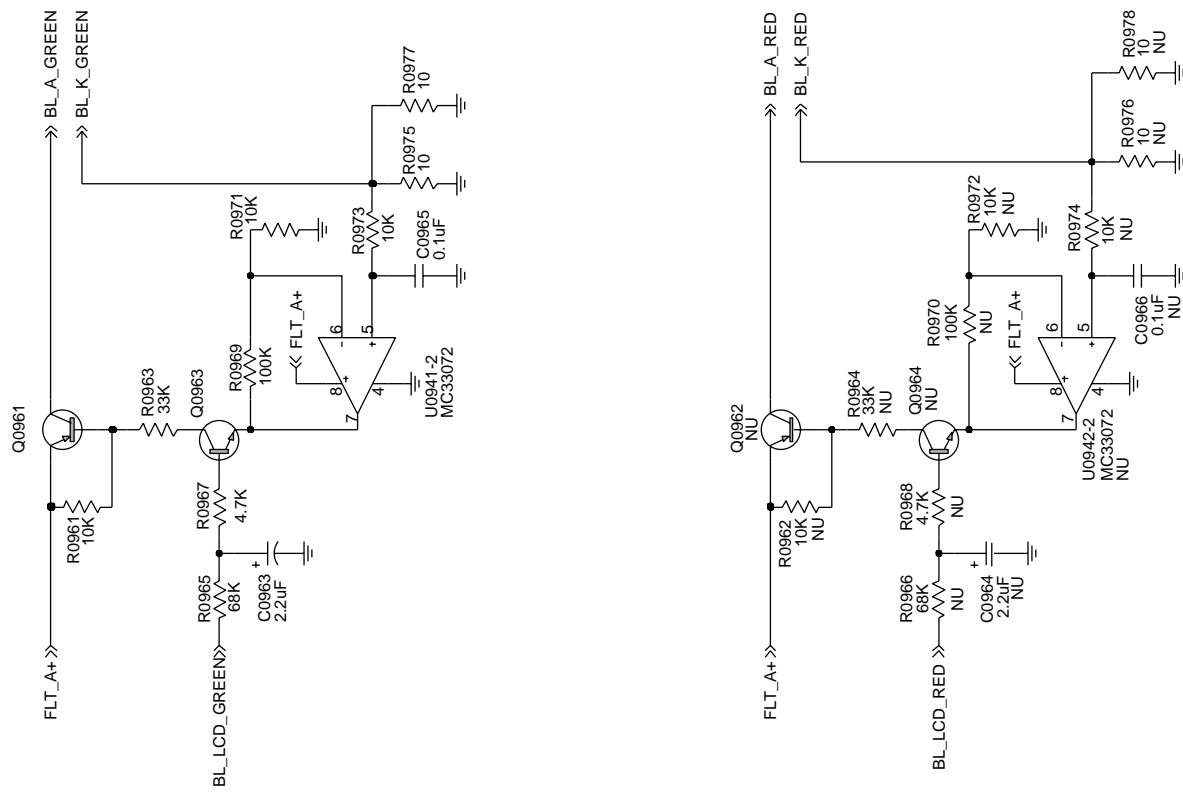 BL_A_GREEN
BL_K_GREEN
R0977
10
R0975
10
R0971
10K
R0973
10K
C0965
0.1uF
FLT_A+
R0969
100K
6
5
-
+
8
+
4
7
U0941-2
MC33072
Q0961
R0963
33K
Q0963
R0961
10K
R0967
4.7K
R0965
68K
+
C0963
2.2uF
FLT_A+
BL_LCD_GREEN
BL_A_RED
BL_K_RED
R0978
10
NU
R0976
10
NU
R0972
10K
NU
R0974
10K
NU
C0966
0.1uF
NU
FLT_A+
R0970
100K
NU
6
5
-
+
8
+
4
7
U0942-2
MC33072
NU
Q0962
NU
R0964
33K
NU
Q0964
NU
R0962
10K
NU
R0968
4.7K
NU
R0966
68K
NU
+
C0964
2.2uF
NU
FLT_A+
BL_LCD_RED